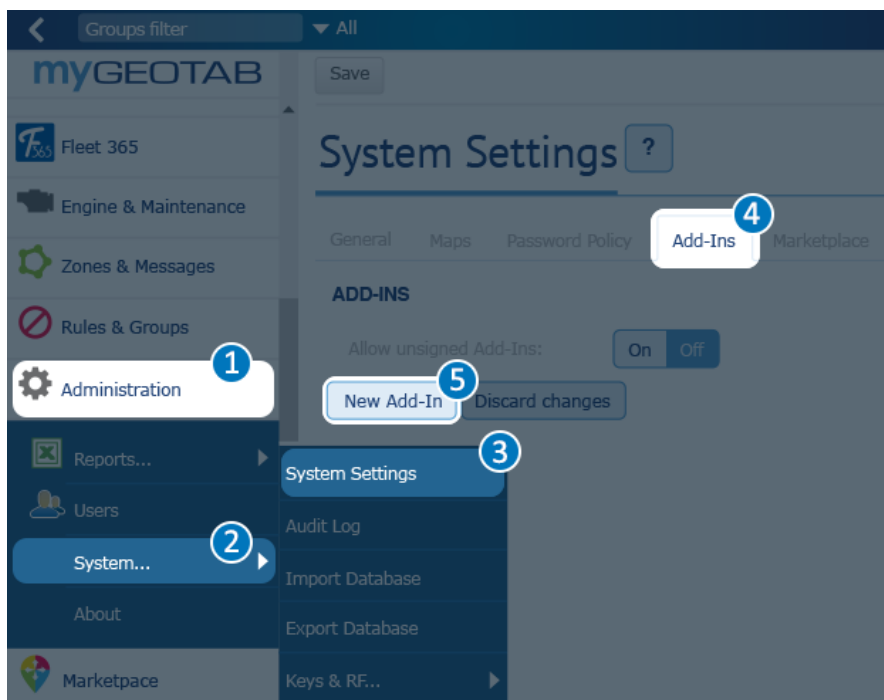 Groups filter
All
myGEOTAB
Save
Fleet 365
F365
System Settings ?
Engine & Maintenance
General Maps Password Policy Add-Ins 4 Marketplace
Zones & Messages
ADD-INS
Rules & Groups
Allow unsigned Add-Ins: On Off
1
Administration
New Add-In 5 Discard changes
Reports...
System Settings 3
Users
Audit Log
System... 2
Import Database
About
Export Database
Marketpace
Keys & RF...